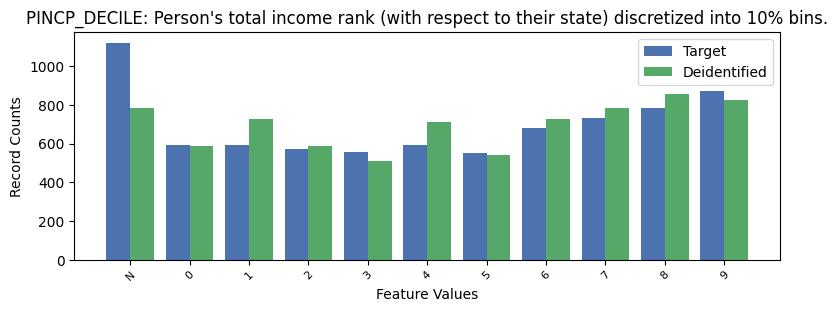 PINCP_DECILE: Person's total income rank (with respect to their state) discretized into 10% bins.
Target
Deidentified
Record Counts
1000
800
600
400
200
0
N 0 1 2 3 4 5 6 7 8 9
Feature Values